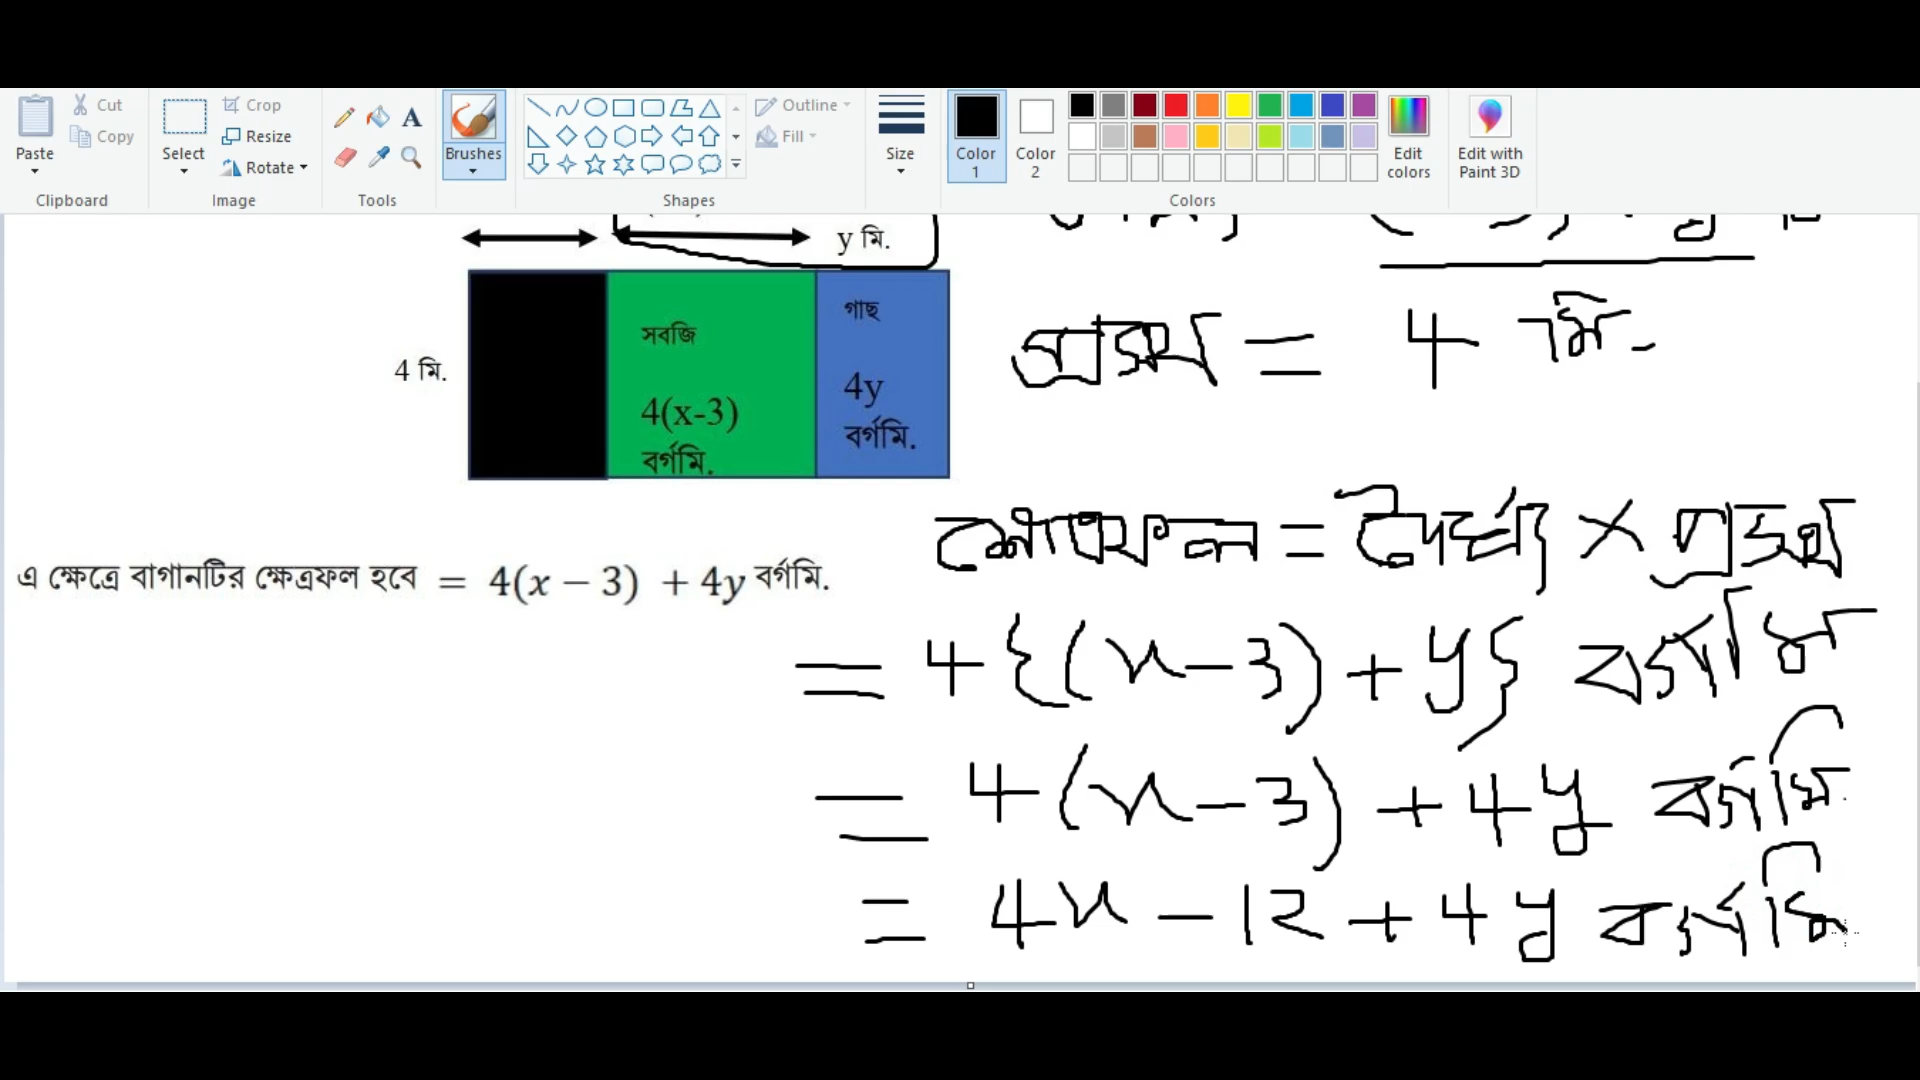 Paste
Cut
Copy
Clipboard
Select
Crop
Resize
Rotate
Image
A
Tools
Brushes
Shapes
Outline
Fill
Size
Color 1
Color 2
Colors
Edit colors
Edit with Paint 3D
y মি.
4 মি.
সবজি
4(x-3)
বর্গমি.
গাছ
4y
বর্গমি.
প্রস্থ = 4 মি.
ক্ষেত্রফল = দৈর্ঘ্য × প্রস্থ
এ ক্ষেত্রে বাগানটির ক্ষেত্রফল হবে = 4(x − 3) + 4y বর্গমি.
= 4{(x-3)+y} বর্গমি
= 4(x-3)+4y বর্গমি
= 4x-12+4y বর্গমি